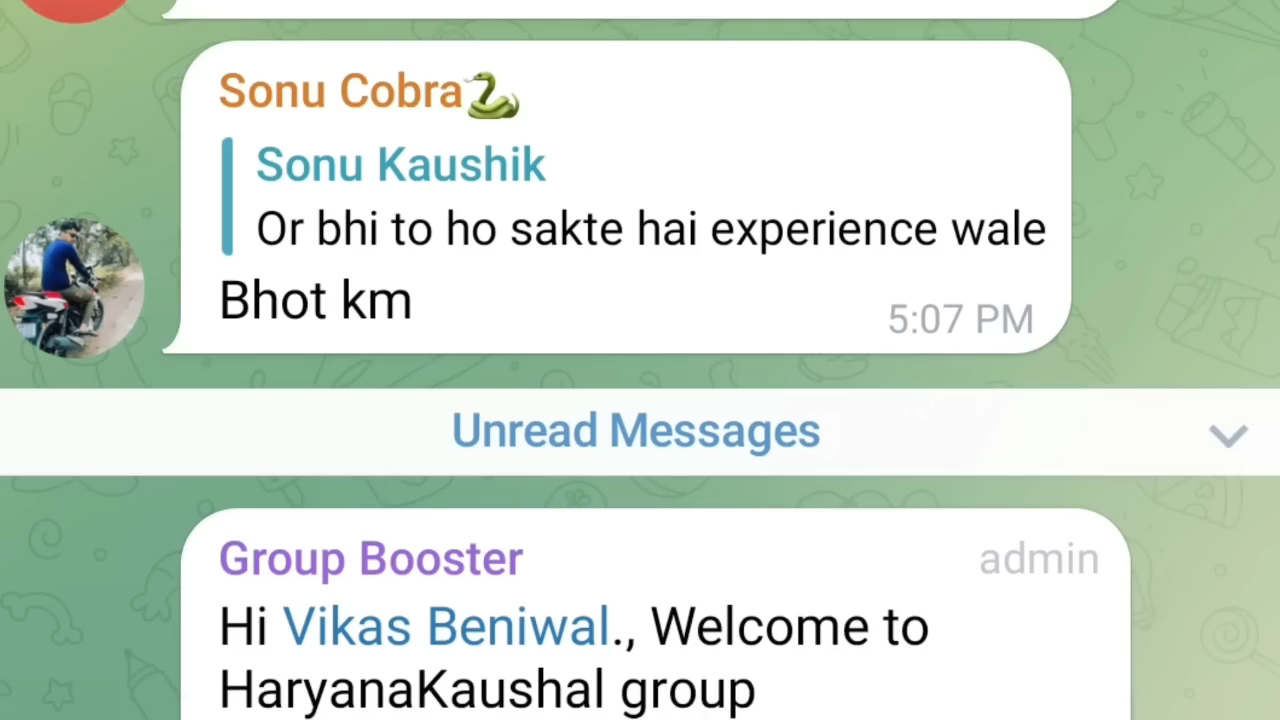 Sonu Cobra🐍
Sonu Kaushik
Or bhi to ho sakte hai experience wale
Bhot km
5:07 PM
Unread Messages
Group Booster admin
Hi Vikas Beniwal., Welcome to
HaryanaKaushal group